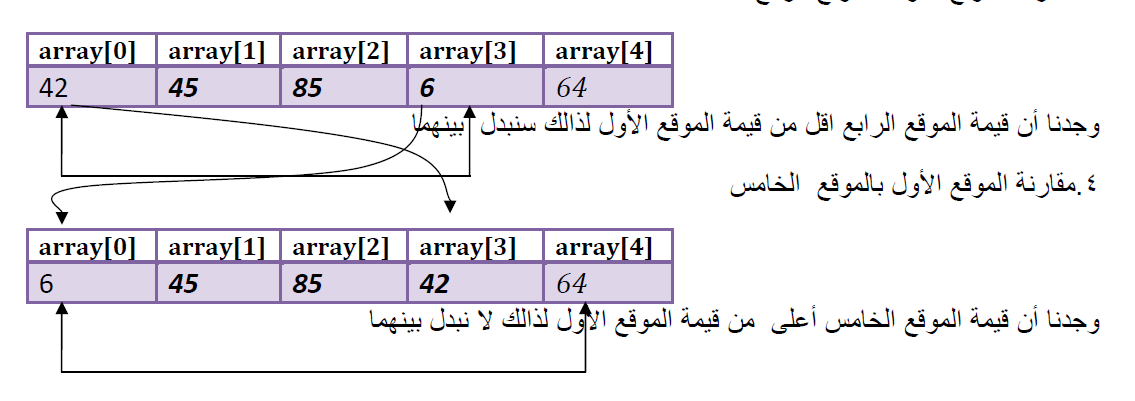 array[0] array[1] array[2] array[3] array[4]
42 45 85 6 64
وجدنا أن قيمة الموقع الرابع اقل من قيمة الموقع الأول لذالك سنبدل بينهما
٤.مقارنة الموقع الأول بالموقع الخامس
array[0] array[1] array[2] array[3] array[4]
6 45 85 42 64
وجدنا أن قيمة الموقع الخامس أعلى من قيمة الموقع الأول لذالك لا نبدل بينهما